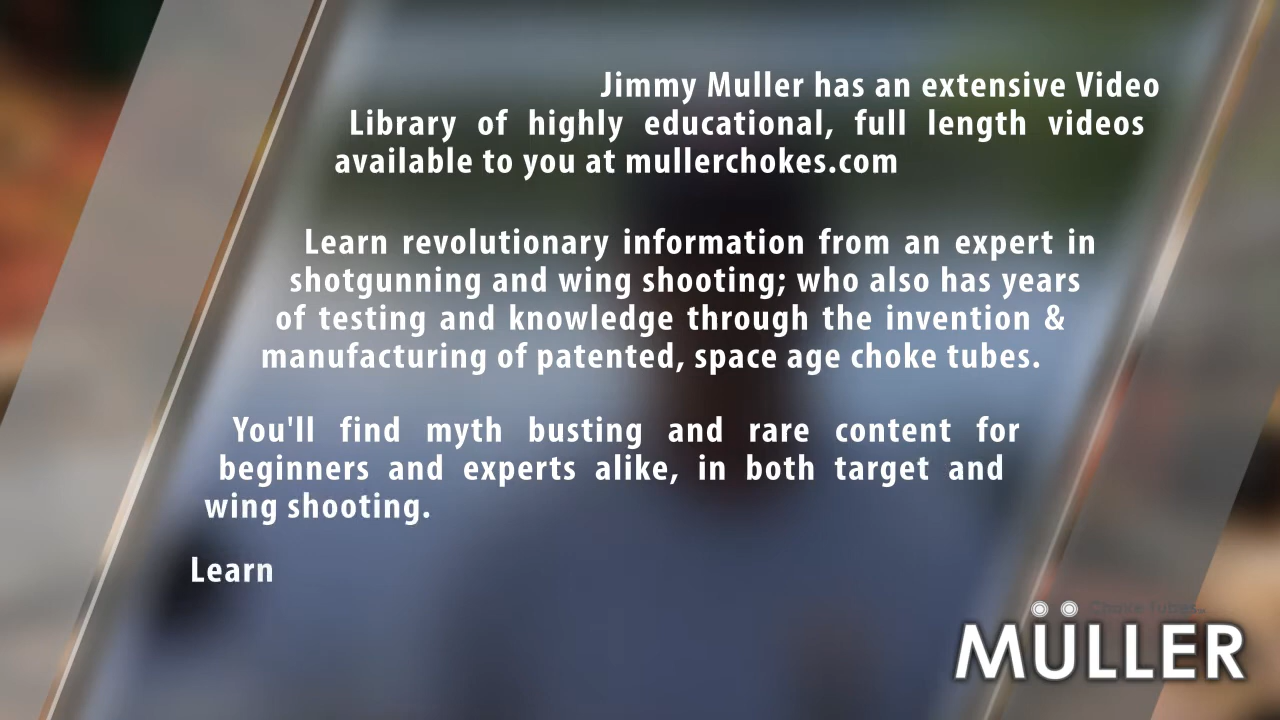 Jimmy Muller has an extensive Video
Library of highly educational, full length videos
available to you at mullerchokes.com
Learn revolutionary information from an expert in
shotgunning and wing shooting; who also has years
of testing and knowledge through the invention &
manufacturing of patented, space age choke tubes.
You'll find myth busting and rare content for
beginners and experts alike, in both target and
wing shooting.
Learn
Choke Tubes
MÜLLER